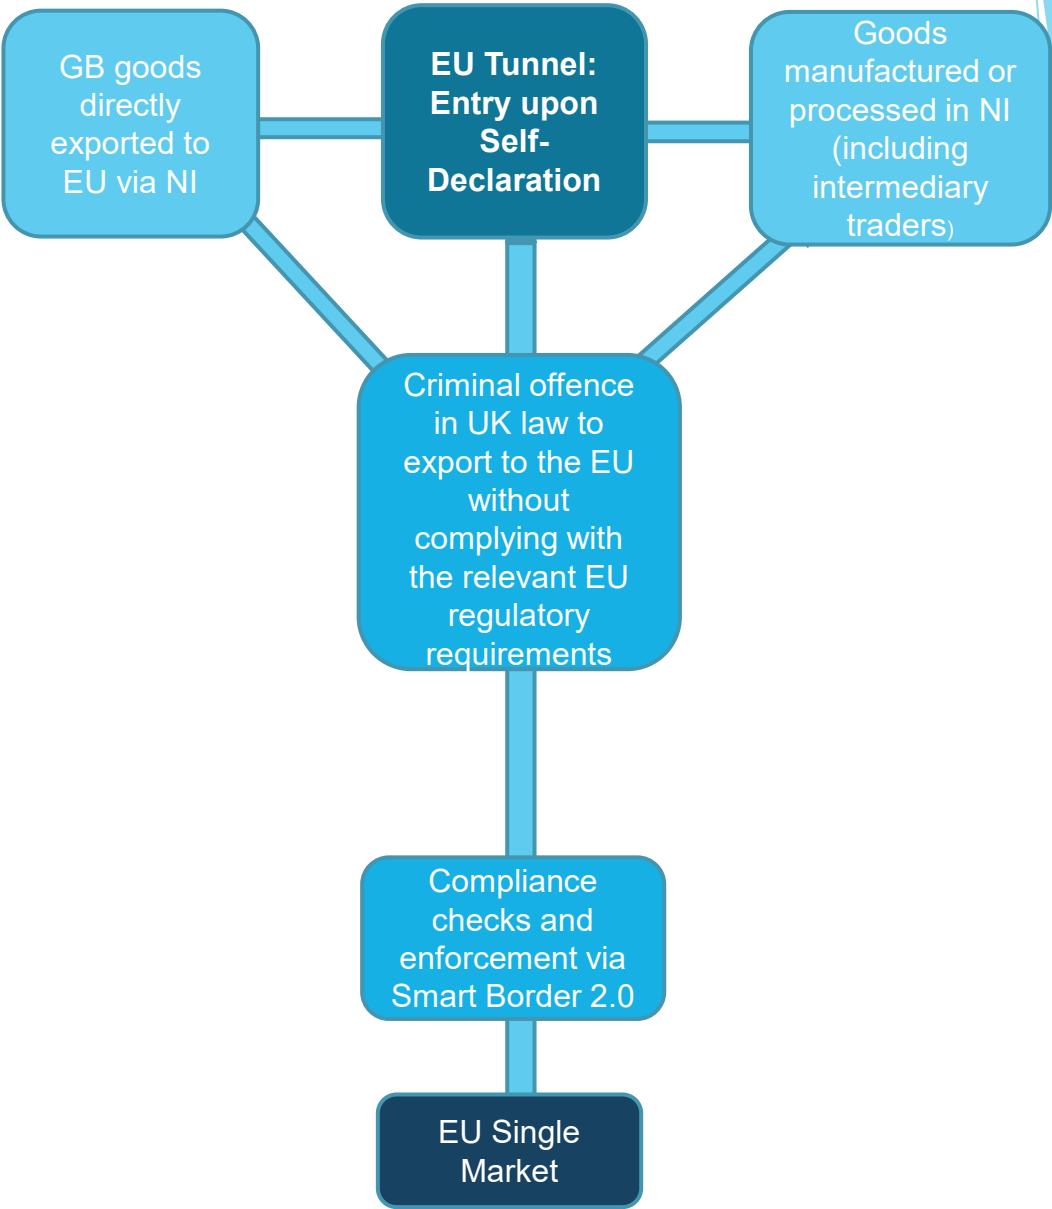 GB goods
directly
exported to
EU via NI
EU Tunnel:
Entry upon
Self-
Declaration
Goods
manufactured or
processed in NI
(including
intermediary
traders)
Criminal offence
in UK law to
export to the EU
without
complying with
the relevant EU
regulatory
requirements
Compliance
checks and
enforcement via
Smart Border 2.0
EU Single
Market